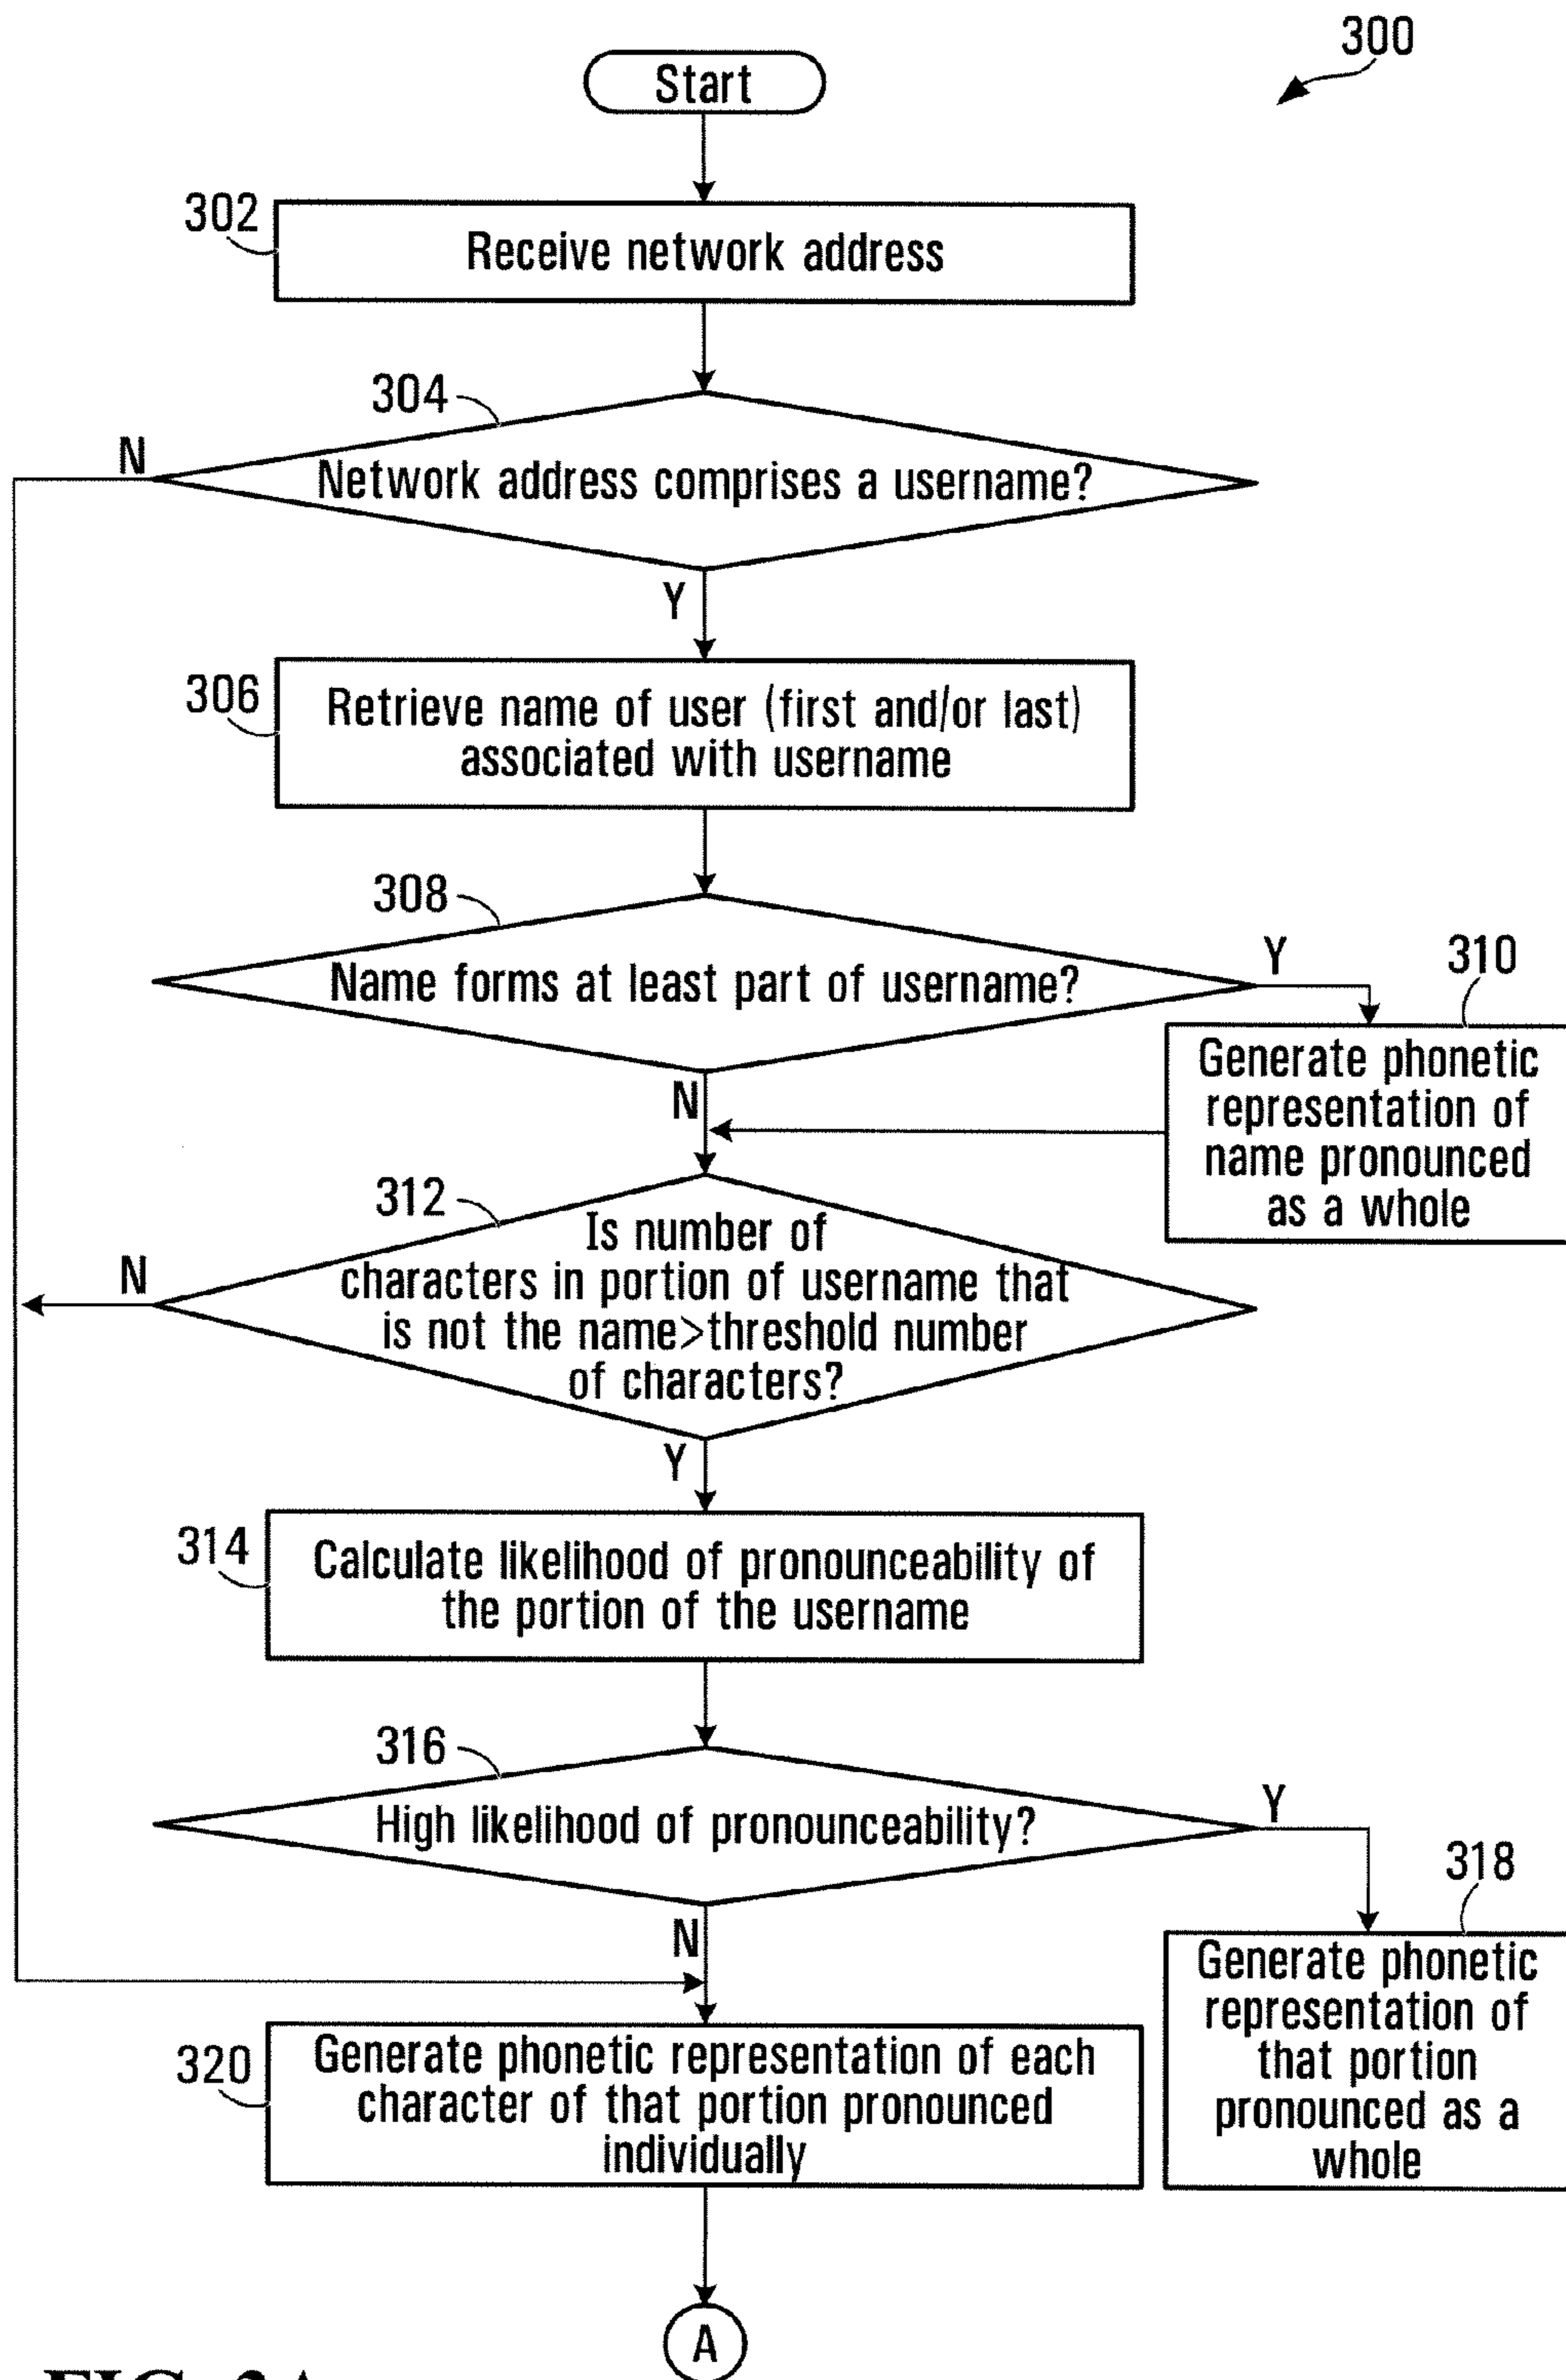 300
Start
302
Receive network address
304
N
Network address comprises a username?
Y
306
Retrieve name of user (first and/or last)
associated with username
308
Name forms at least part of username?
Y
310
Generate phonetic
representation of
name pronounced
as a whole
N
312
Is number of
characters in portion of username that
is not the name>threshold number
of characters?
N
Y
314
Calculate likelihood of pronounceability of
the portion of the username
316
High likelihood of pronounceability?
Y
318
Generate phonetic
representation of
that portion
pronounced as a
whole
N
320
Generate phonetic representation of each
character of that portion pronounced
individually
A